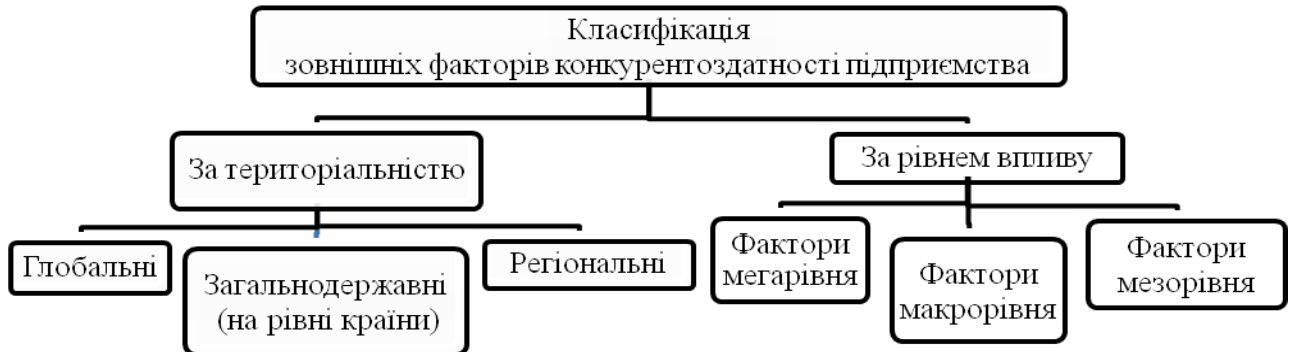 Класифікація
зовнішніх факторів конкурентоздатності підприємства
За територіальністю
За рівнем впливу
Глобальні
Загальнодержавні
(на рівні країни)
Регіональні
Фактори
мегарівня
Фактори
макрорівня
Фактори
мезорівня